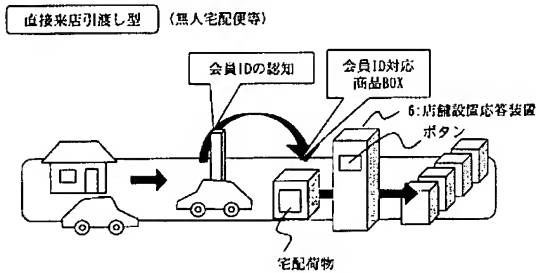 直接来店引渡し型
(無人宅配便等)
会員IDの認知
会員ID対応
商品BOX
6:店舗設置応答装置
ボタン
宅配荷物